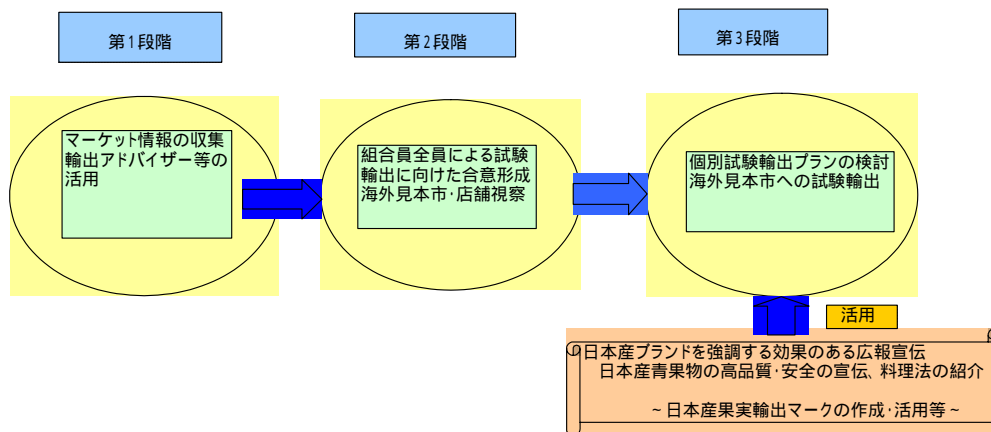 第1段階
第2段階
第3段階
マーケット情報の収集
輸出アドバイザー等の
活用
組合員全員による試験
輸出に向けた合意形成
海外見本市・店舗視察
個別試験輸出プランの検討
海外見本市への試験輸出
活用
日本産ブランドを強調する効果のある広報宣伝
日本産青果物の高品質・安全の宣伝、料理法の紹介
～日本産果実輸出マークの作成・活用等～